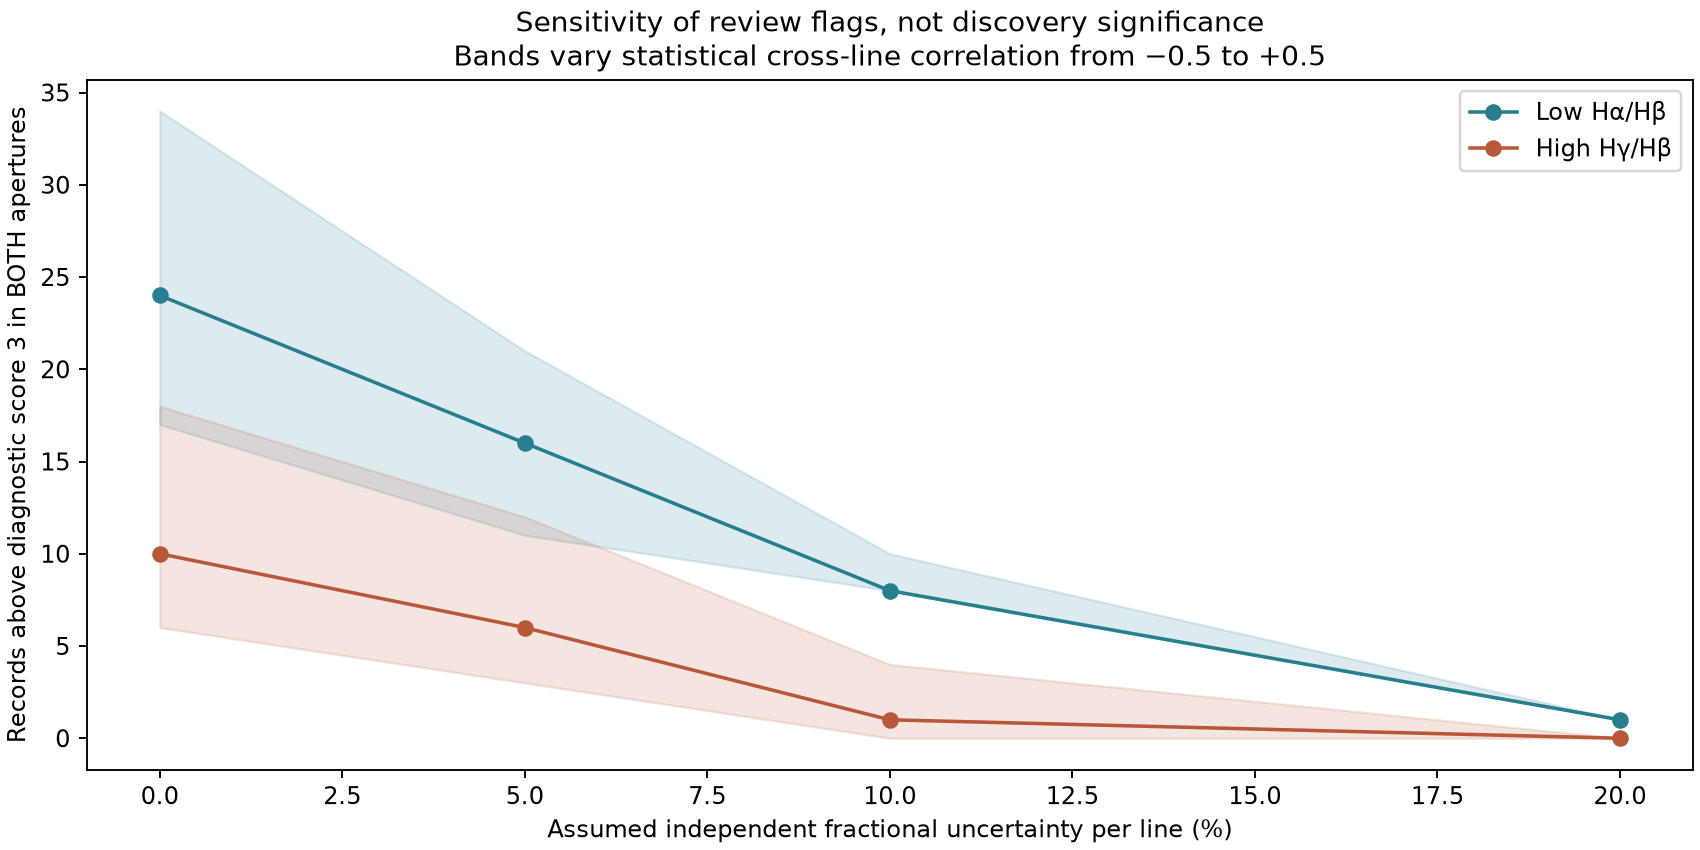 Sensitivity of review flags, not discovery significance
Bands vary statistical cross-line correlation from −0.5 to +0.5
Low Hα/Hβ
High Hγ/Hβ
Records above diagnostic score 3 in BOTH apertures
35
30
25
20
15
10
5
0
0.0 2.5 5.0 7.5 10.0 12.5 15.0 17.5 20.0
Assumed independent fractional uncertainty per line (%)